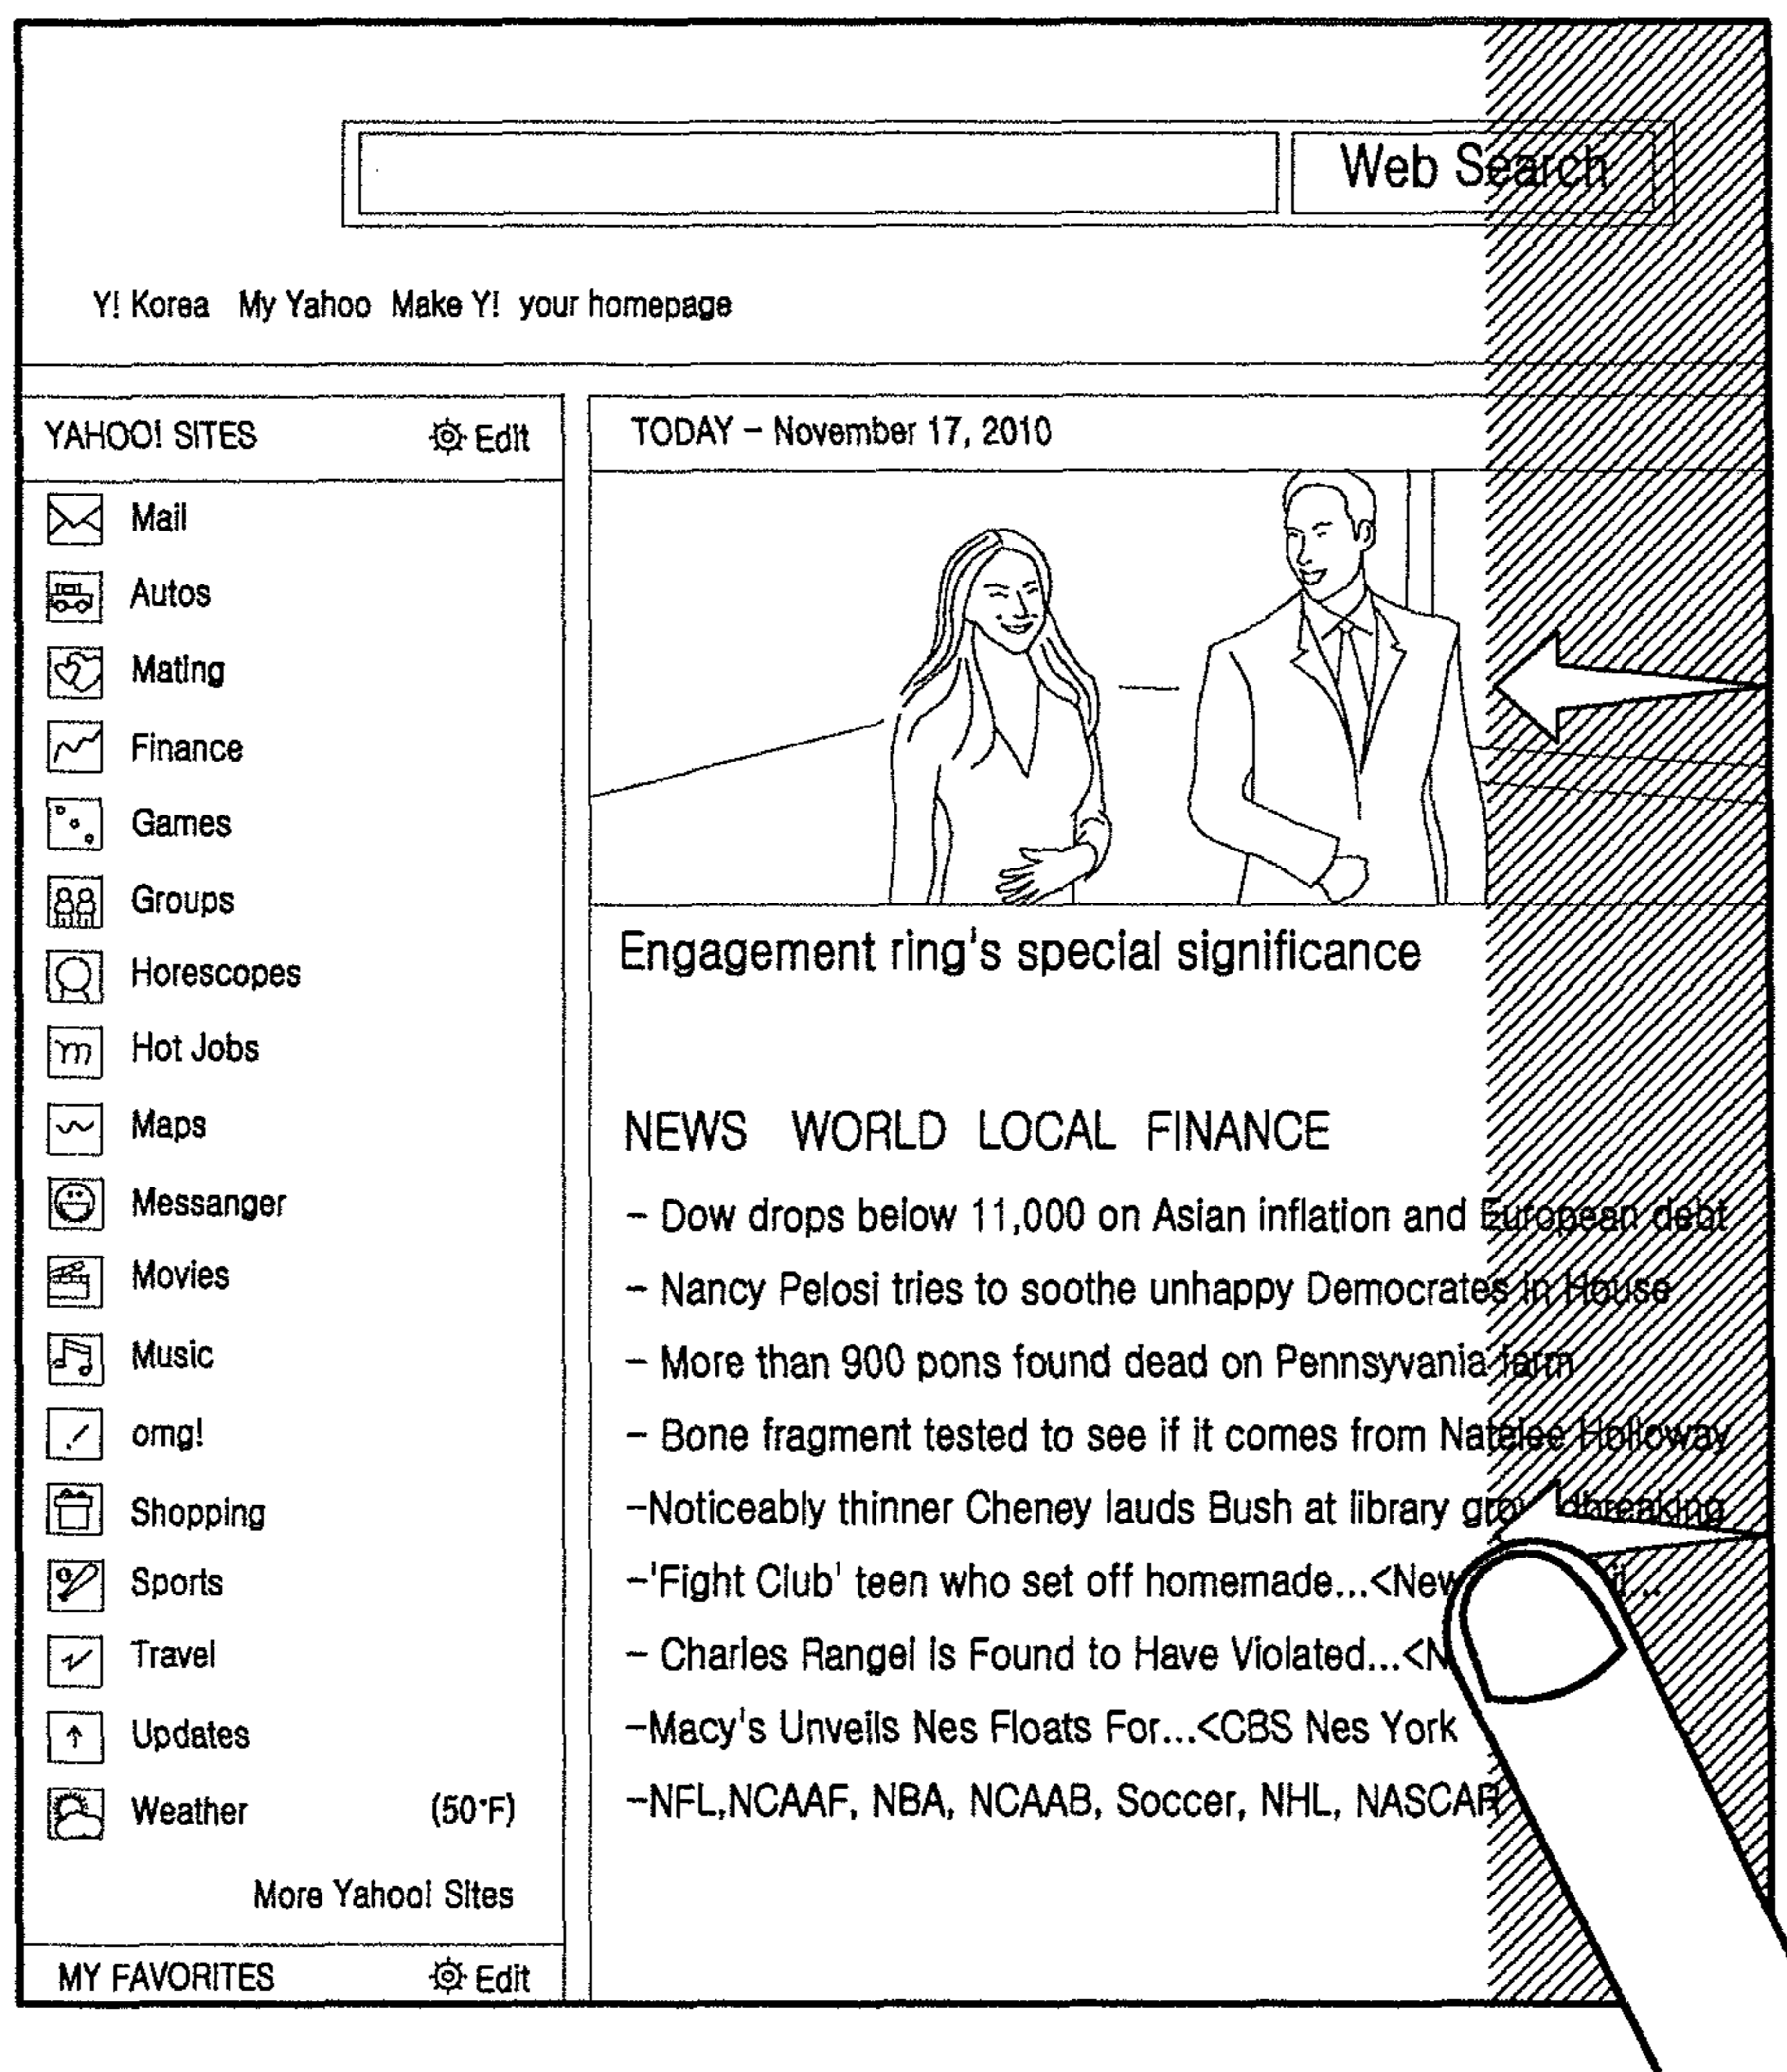 Web Search
Y! Korea My Yahoo Make Y! your homepage
YAHOO! SITES Edit
Mail
Autos
Mating
Finance
Games
Groups
Horescopes
Hot Jobs
Maps
Messanger
Movies
Music
omg!
Shopping
Sports
Travel
Updates
Weather (50°F)
More Yahoo! Sites
MY FAVORITES Edit
TODAY – November 17, 2010
Engagement ring's special significance
NEWS WORLD LOCAL FINANCE
– Dow drops below 11,000 on Asian inflation and European debt
– Nancy Pelosi tries to soothe unhappy Democrates in House
– More than 900 pons found dead on Pennsyvania farm
– Bone fragment tested to see if it comes from Natelee Holloway
–Noticeably thinner Cheney lauds Bush at library
–'Fight Club' teen who set off homemade...
– Charles Rangel Is Found to Have Violated...
–Macy's Unveils Nes Floats For...<CBS Nes York
–NFL,NCAAF, NBA, NCAAB, Soccer, NHL, NASCAR